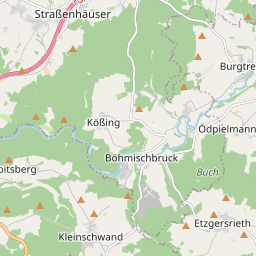 Straßenhäuser
Burgtre
Kößing
Ödpielmann
Böhmischbruck
oitsberg
Buch
Etzgersrieth
Kleinschwand